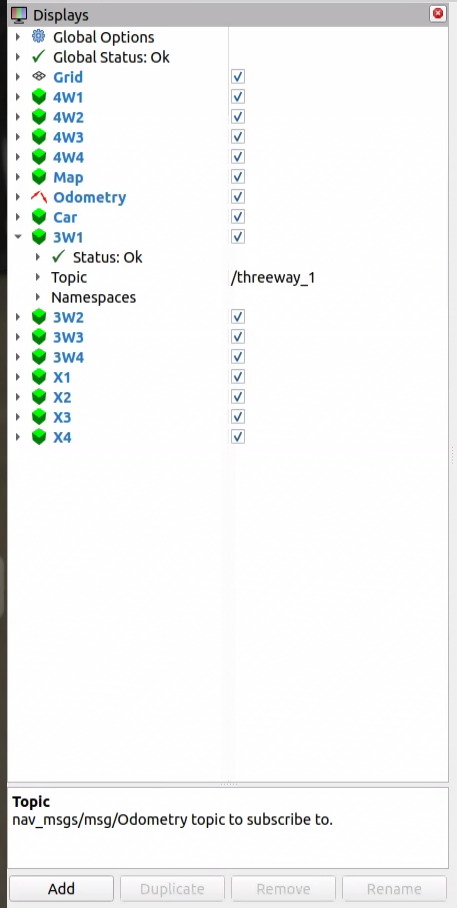 Displays
Global Options
Global Status: Ok
Grid
4W1
4W2
4W3
4W4
Map
Odometry
Car
3W1
Status: Ok
Topic /threeway_1
Namespaces
3W2
3W3
3W4
X1
X2
X3
X4
Topic
nav_msgs/msg/Odometry topic to subscribe to.
Add Duplicate Remove Rename